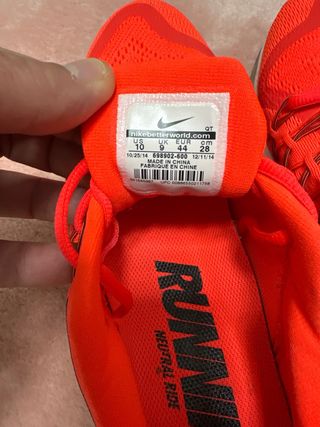 QT
nikebetterworld.com
US UK EUR cm
10 9 44 28
10/25/14 698902-600 12/11/14
MADE IN CHINA
FABRIQUE EN CHINE
RUNNI
NEUTRAL RIDE